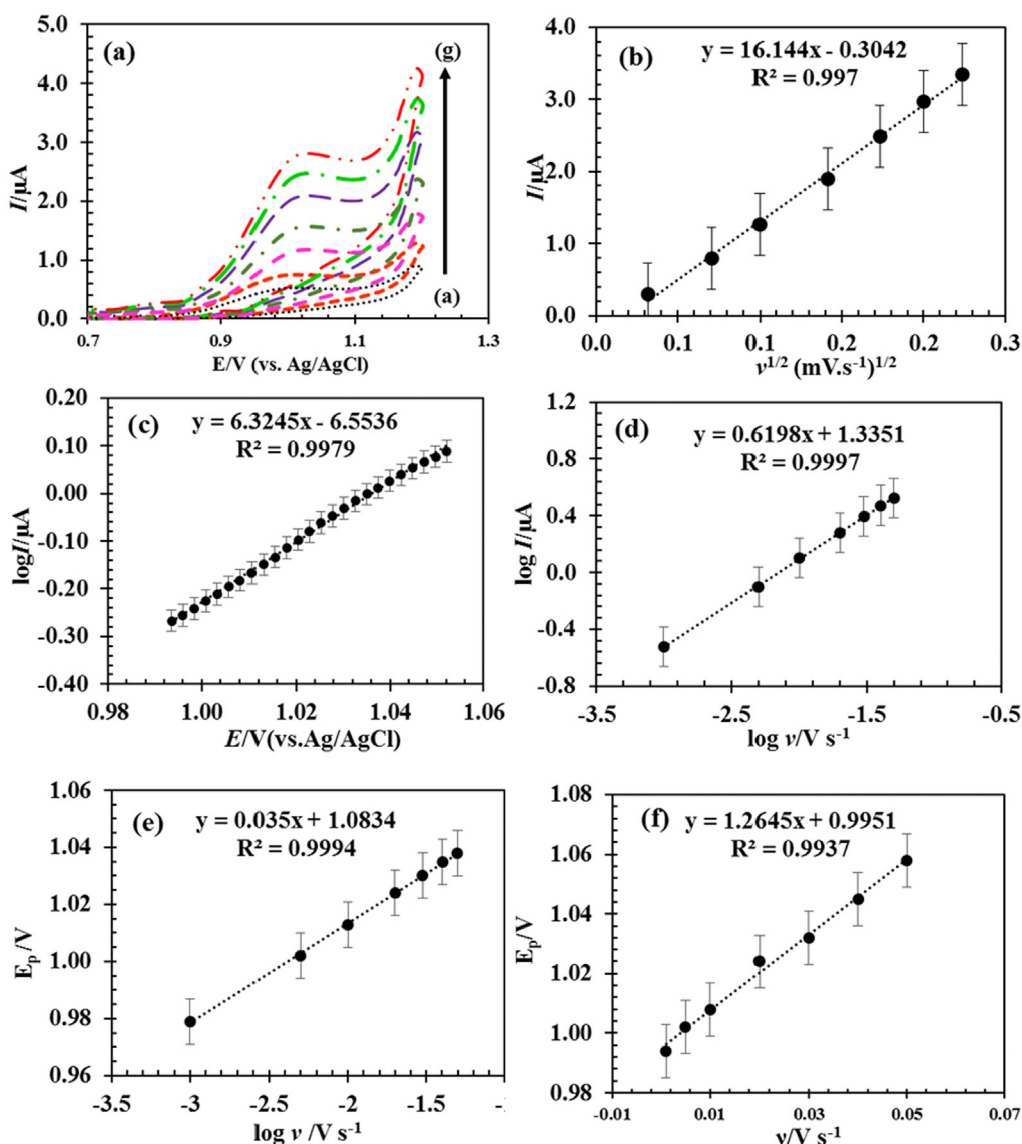 (a)
(g)
(a)
5.0
4.0
3.0
2.0
1.0
0.0
I/μA
0.7
0.9
1.1
1.3
E/V (vs. Ag/AgCl)
(b)
y = 16.144x - 0.3042
R² = 0.997
4.0
3.0
2.0
1.0
0.0
I/μA
0.0
0.1
0.1
0.2
0.2
0.3
v1/2 (mV.s-1)1/2
(c)
y = 6.3245x - 6.5536
R² = 0.9979
0.20
0.10
0.00
-0.10
-0.20
-0.30
-0.40
logI/μA
0.98
1.00
1.02
1.04
1.06
E/V(vs.Ag/AgCl)
(d)
y = 0.6198x + 1.3351
R² = 0.9997
1.2
0.8
0.4
0.0
-0.4
-0.8
log I/μA
-3.5
-2.5
-1.5
-0.5
log v/V s-1
(e)
y = 0.035x + 1.0834
R² = 0.9994
1.06
1.04
1.02
1.00
0.98
0.96
Ep/V
-3.5
-3
-2.5
-2
-1.5
log v /V s-1
(f)
y = 1.2645x + 0.9951
R² = 0.9937
1.08
1.06
1.04
1.02
1.00
0.98
Ep/V
-0.01
0.01
0.03
0.05
0.07
v/V s-1